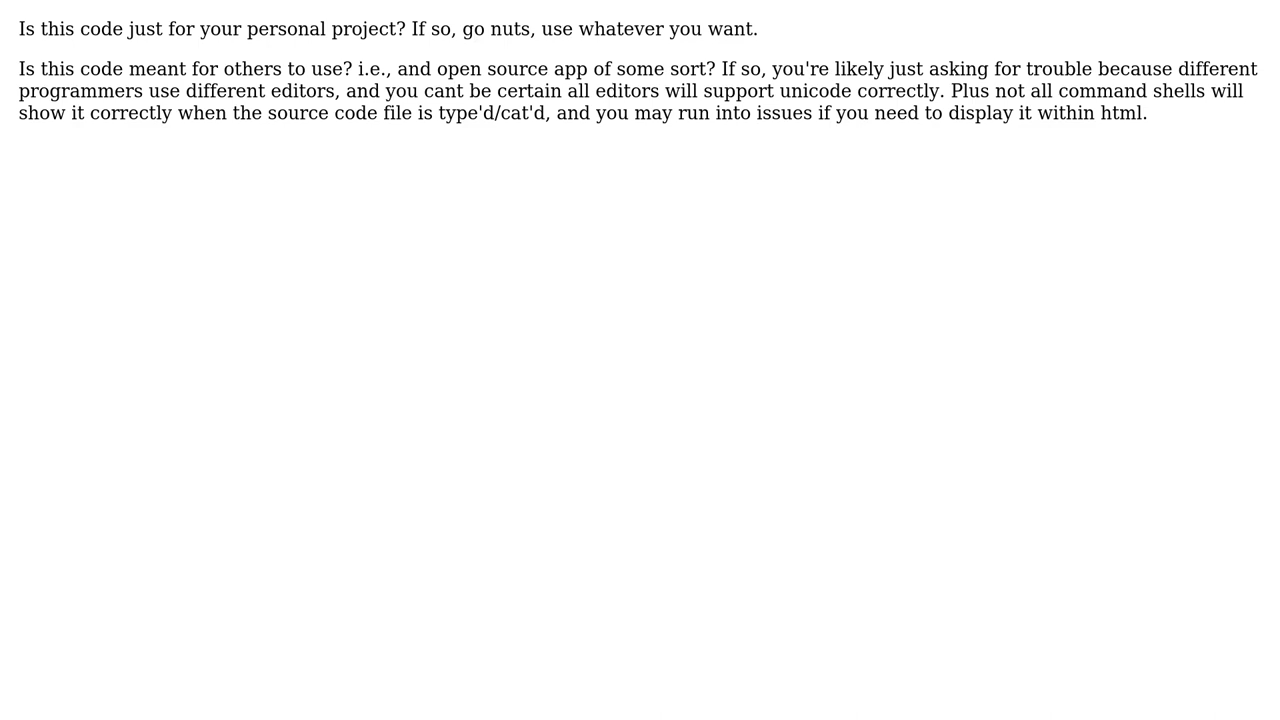 Is this code just for your personal project? If so, go nuts, use whatever you want.
Is this code meant for others to use? i.e., and open source app of some sort? If so, you're likely just asking for trouble because different
programmers use different editors, and you cant be certain all editors will support unicode correctly. Plus not all command shells will
show it correctly when the source code file is type'd/cat'd, and you may run into issues if you need to display it within html.